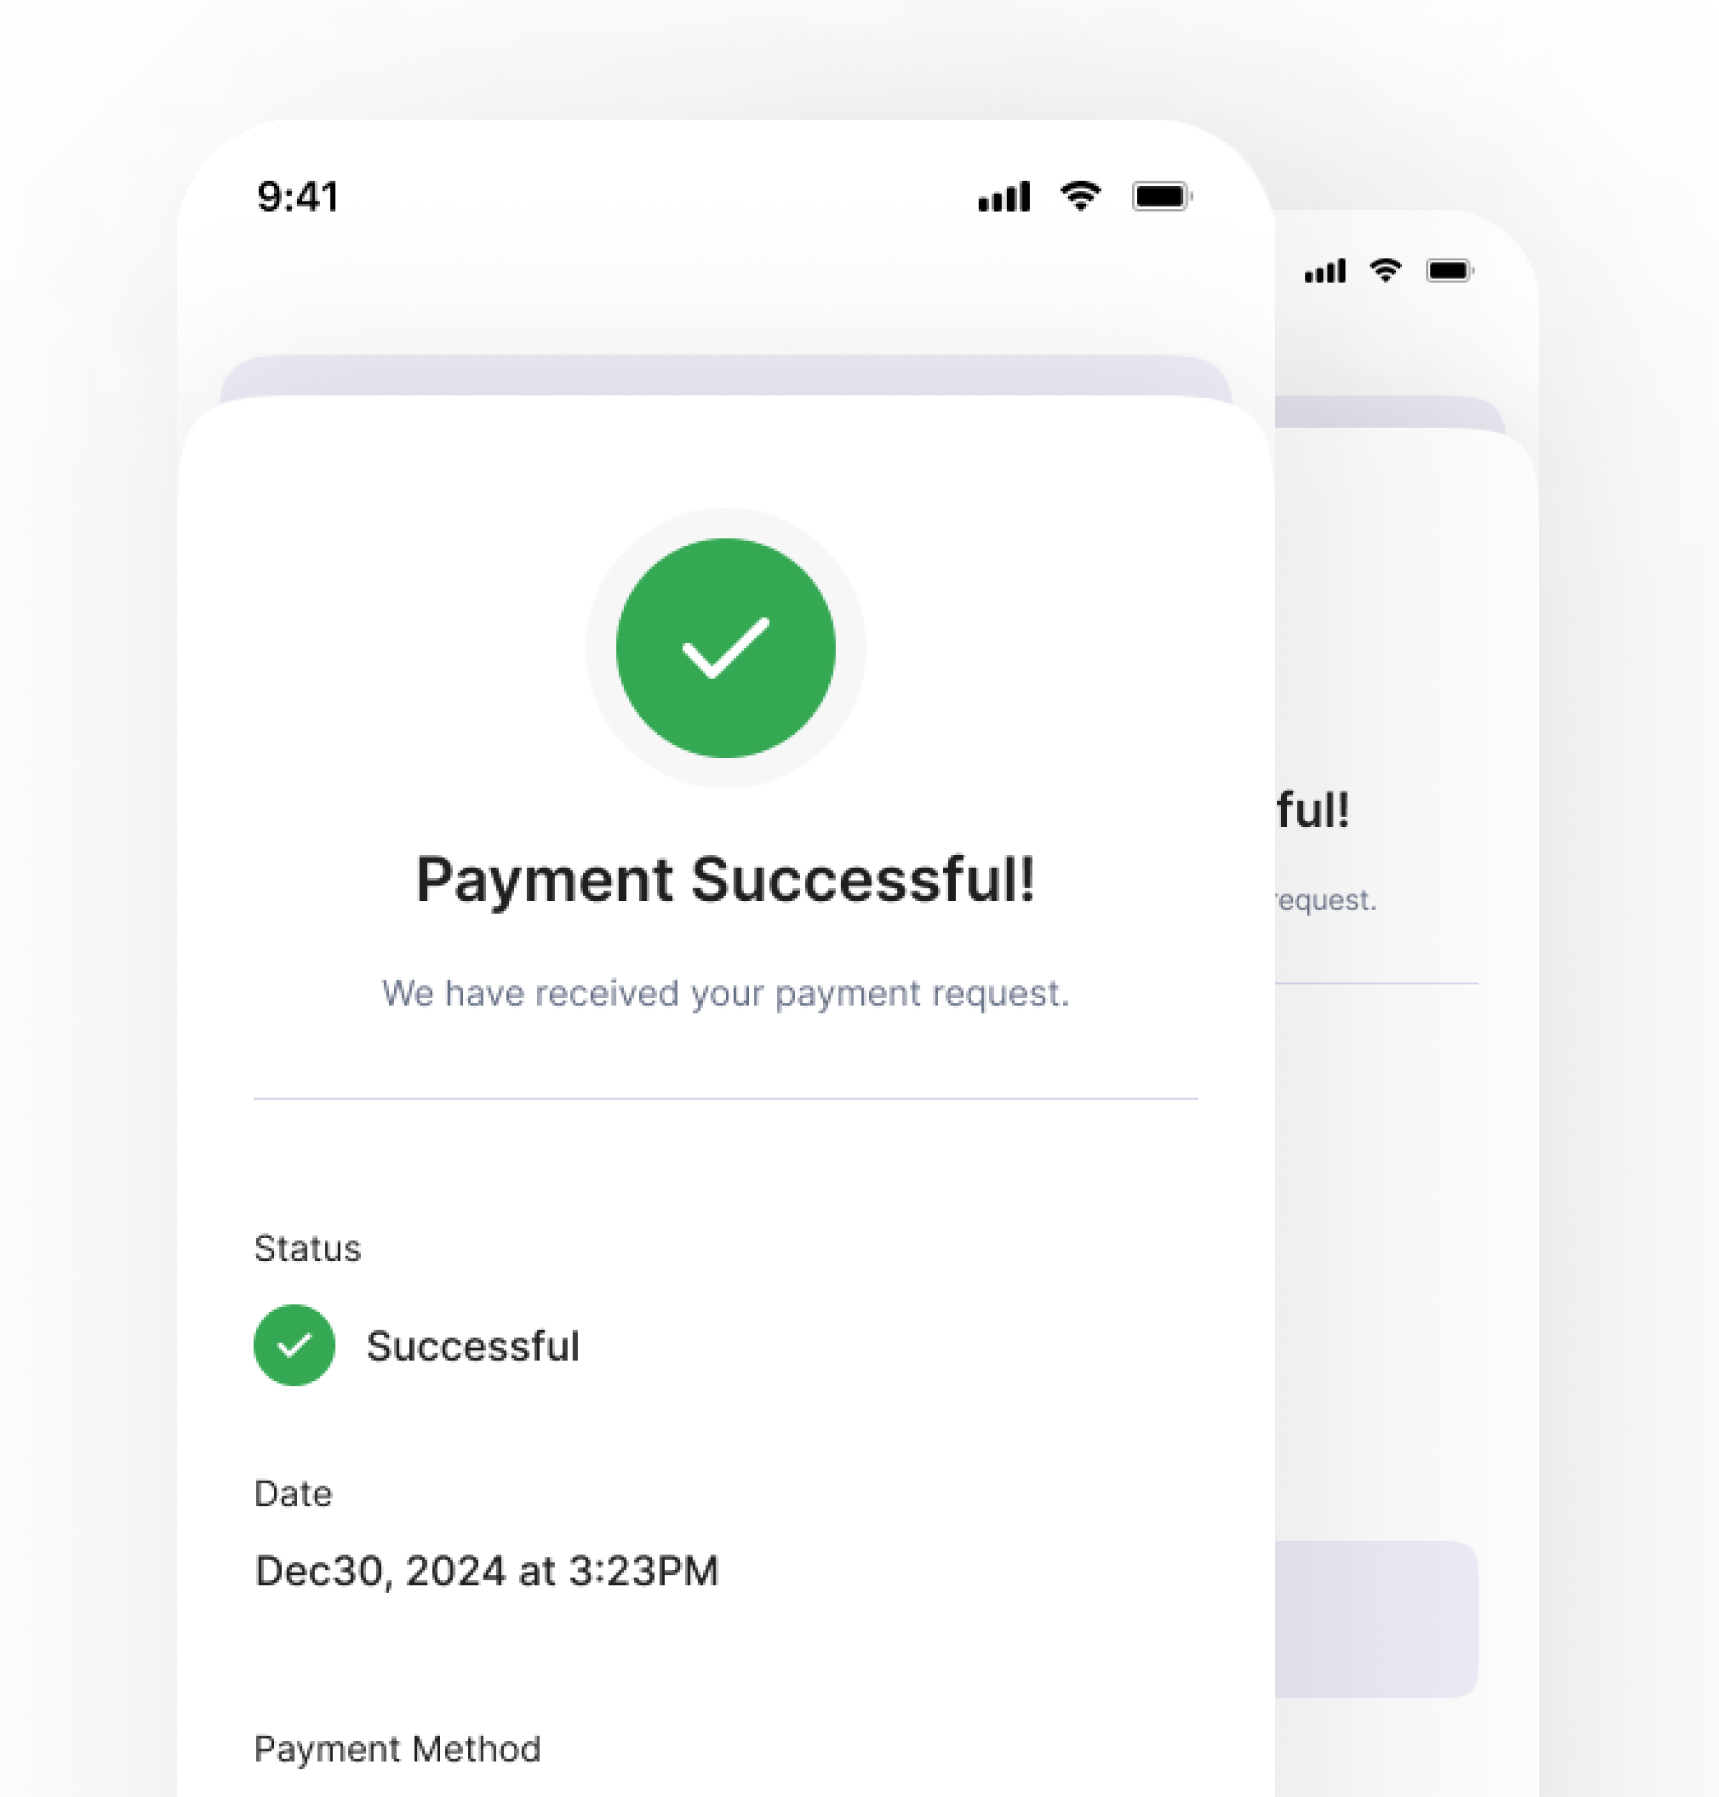 9:41
Payment Successful!
We have received your payment request.
Status
Successful
Date
Dec30, 2024 at 3:23PM
Payment Method
ful!
request.